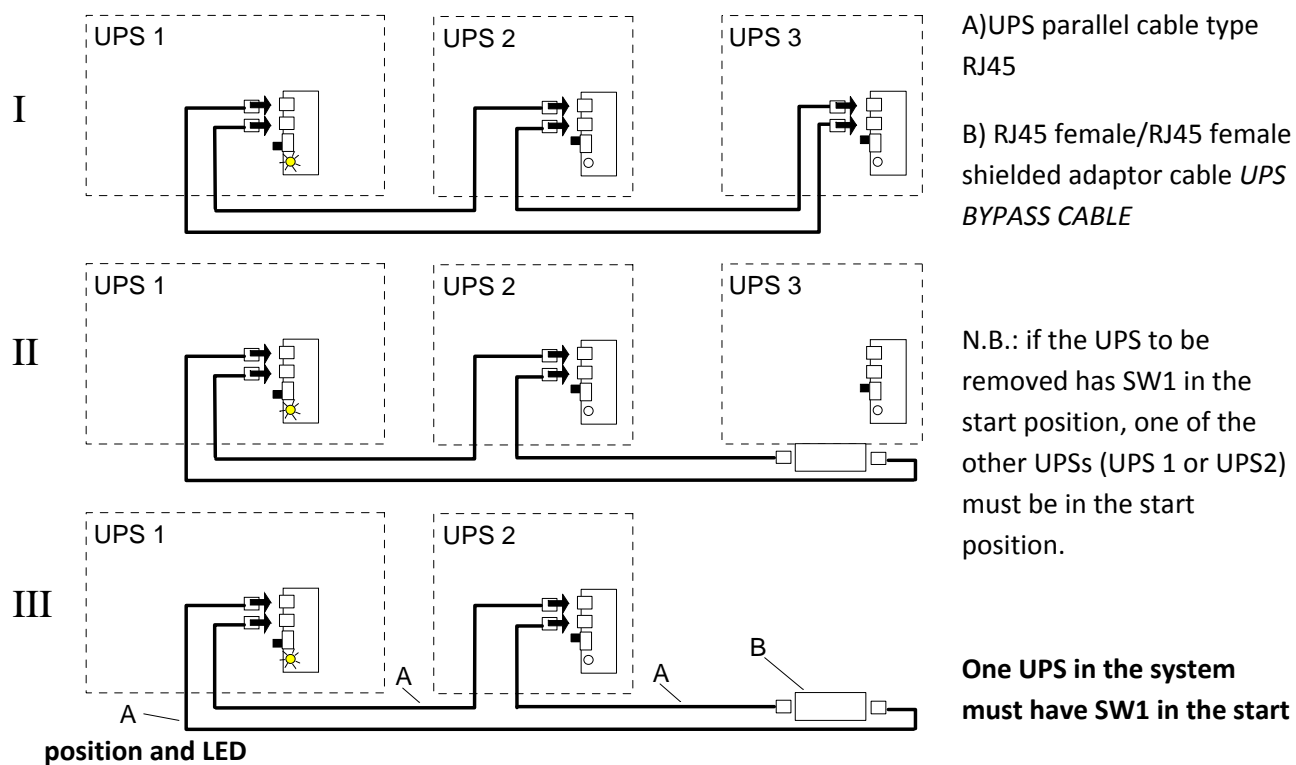 UPS 1
UPS 2
UPS 3
I
A)UPS parallel cable type
RJ45
B) RJ45 female/RJ45 female
shielded adaptor cable UPS
BYPASS CABLE
UPS 1
UPS 2
UPS 3
II
N.B.: if the UPS to be
removed has SW1 in the
start position, one of the
other UPSs (UPS 1 or UPS2)
must be in the start
position.
UPS 1
UPS 2
III
A
A
A
B
One UPS in the system
must have SW1 in the start
position and LED